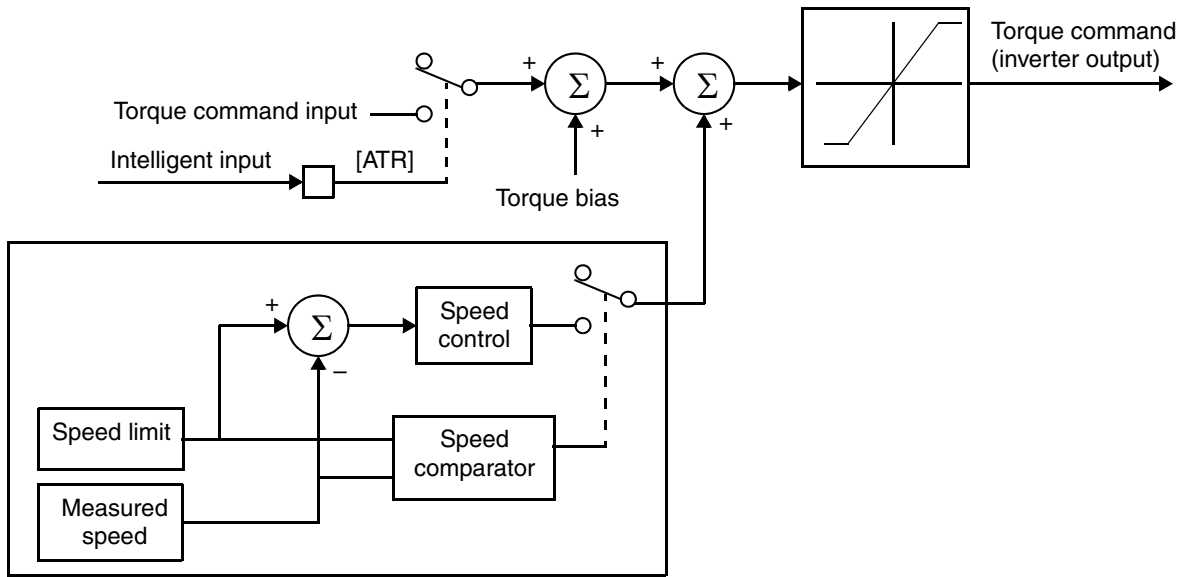 Torque command
(inverter output)
+
Σ
+
Σ
+
+
Torque command input
Intelligent input
[ATR]
Torque bias
+
Σ
–
Speed
control
Speed limit
Speed
comparator
Measured
speed